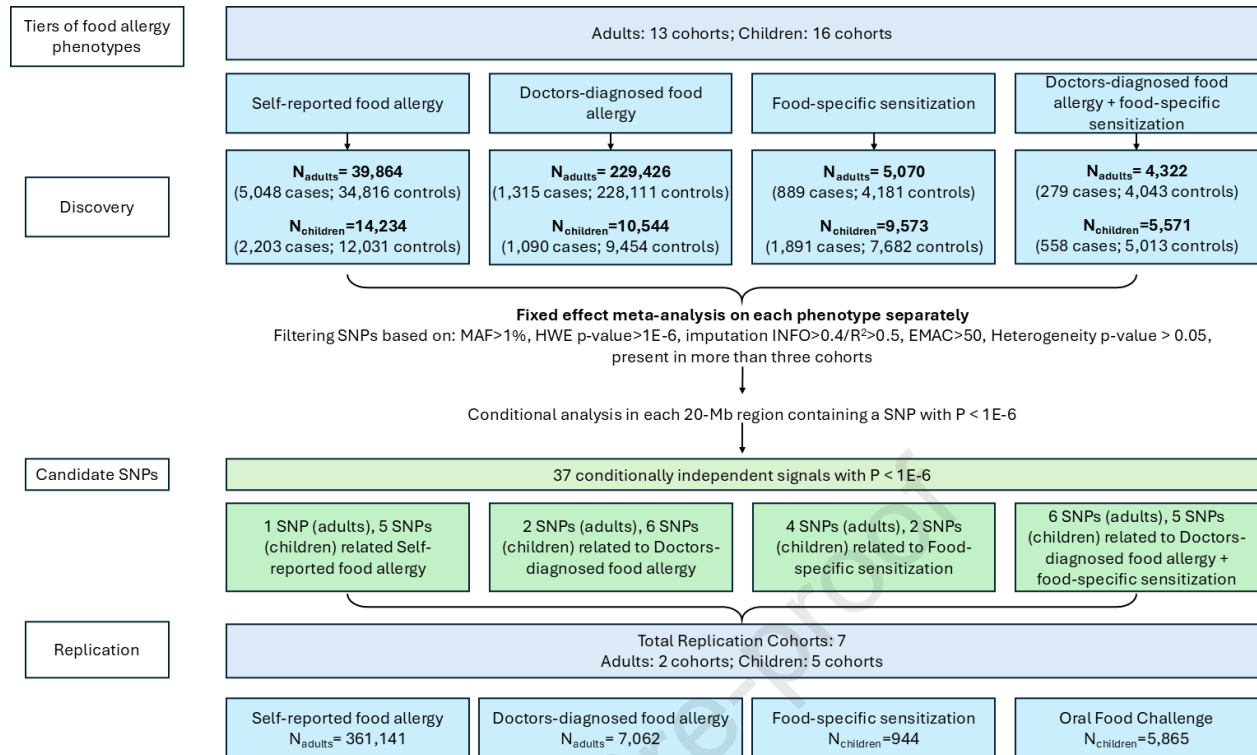 Tiers of food allergy
phenotypes
Adults: 13 cohorts; Children: 16 cohorts
Self-reported food allergy
Doctors-diagnosed food
allergy
Food-specific sensitization
Doctors-diagnosed food
allergy + food-specific
sensitization
Discovery
Nadults= 39,864
(5,048 cases; 34,816 controls)
Nchildren=14,234
(2,203 cases; 12,031 controls)
Nadults= 229,426
(1,315 cases; 228,111 controls)
Nchildren=10,544
(1,090 cases; 9,454 controls)
Nadults= 5,070
(889 cases; 4,181 controls)
Nchildren=9,573
(1,891 cases; 7,682 controls)
Nadults= 4,322
(279 cases; 4,043 controls)
Nchildren=5,571
(558 cases; 5,013 controls)
Fixed effect meta-analysis on each phenotype separately
Filtering SNPs based on: MAF>1%, HWE p-value>1E-6, imputation INFO>0.4/R²>0.5, EMAC>50, Heterogeneity p-value > 0.05,
present in more than three cohorts
Conditional analysis in each 20-Mb region containing a SNP with P < 1E-6
Candidate SNPs
37 conditionally independent signals with P < 1E-6
1 SNP (adults), 5 SNPs
(children) related Self-
reported food allergy
2 SNPs (adults), 6 SNPs
(children) related to Doctors-
diagnosed food allergy
4 SNPs (adults), 2 SNPs
(children) related to Food-
specific sensitization
6 SNPs (adults), 5 SNPs
(children) related to Doctors-
diagnosed food allergy +
food-specific sensitization
Replication
Total Replication Cohorts: 7
Adults: 2 cohorts; Children: 5 cohorts
Self-reported food allergy
Nadults= 361,141
Doctors-diagnosed food allergy
Nadults= 7,062
Food-specific sensitization
Nchildren=944
Oral Food Challenge
Nchildren=5,865
re-proof